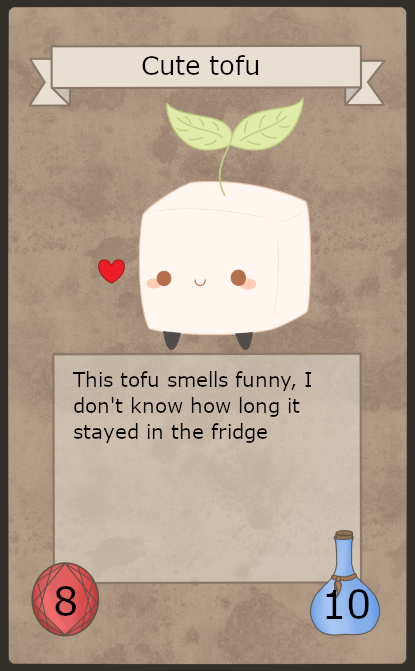 Cute tofu
This tofu smells funny, I
don't know how long it
stayed in the fridge
8
10